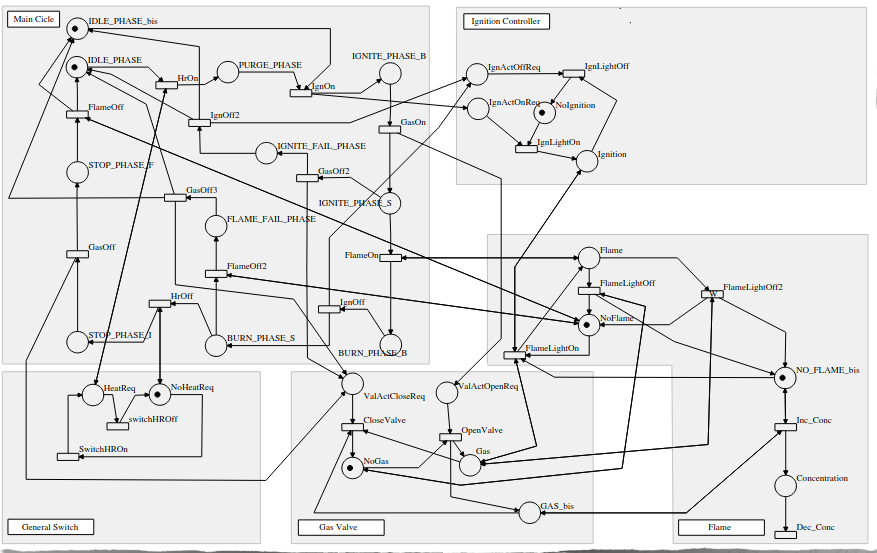 Main Cicle
IDLE_PHASE_bis
IDLE_PHASE
HrOn
PURGE_PHASE
IGNITE_PHASE_B
IgnOn
FlameOff
IgnOff2
GasOn
IGNITE_FAIL_PHASE
STOP_PHASE_F
GasOff2
GasOff3
IGNITE_PHASE_S
FLAME_FAIL_PHASE
GasOff
FlameOn
FlameOff2
HrOff
IgnOff
STOP_PHASE_I
BURN_PHASE_S
BURN_PHASE_B
Ignition Controller
IgnActOffReq
IgnLightOff
IgnActOnReq
NoIgnition
IgnLightOn
Ignition
Flame
FlameLightOff
FlameLightOff2
NoFlame
FlameLightOn
NO_FLAME_bis
Inc_Conc
Concentration
Dec_Conc
Flame
HeatReq
NoHeatReq
switchHROff
SwitchHROn
General Switch
ValActCloseReq
ValActOpenReq
CloseValve
OpenValve
NoGas
Gas
GAS_bis
Gas Valve